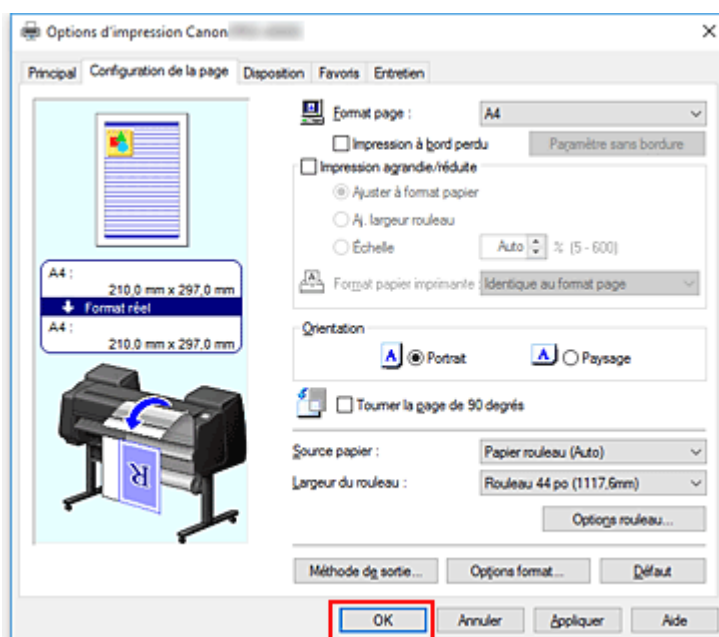 Options d'impression Canon
Principal Configuration de la page Disposition Favoris Entretien
Format page : A4
Impression à bord perdu Paramètre sans bordure
Impression agrandie/réduite
Ajuster à format papier
Aj. largeur rouleau
Échelle Auto % (5 - 600)
Format papier imprimante : Identique au format page
A4 :
210,0 mm x 297,0 mm
Format réel
A4 :
210.0 mm x 297.0 mm
Orientation
A Portrait A Paysage
Tourner la page de 90 degrés
Source papier : Papier rouleau (Auto)
Largeur du rouleau : Rouleau 44 po (1117,6mm)
Options rouleau...
Méthode de sortie... Options format... Défaut
OK Annuler Appliquer Aide
R